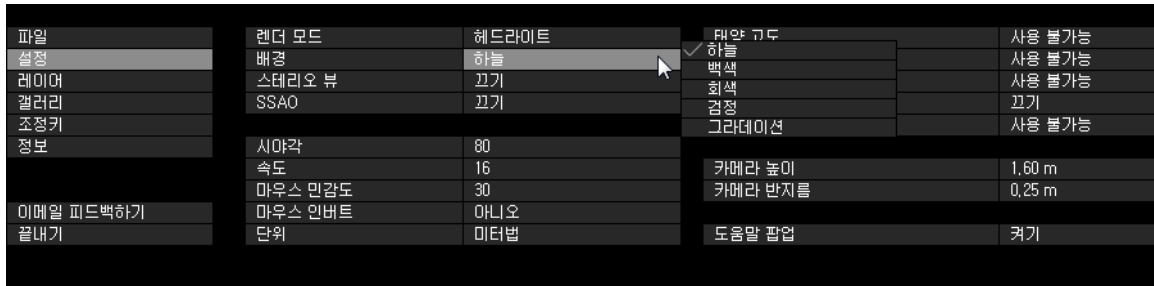 파일 렌더 모드 헤드라이트 태양 고도 사용 불가능
설정 배경 하늘 하늘 사용 불가능
레이어 스테리오 뷰 끄기 백색 사용 불가능
갤러리 SSAO 끄기 회색 끄기
검정
조정키 그라데이션 사용 불가능
정보 시야각 80
속도 16 카메라 높이 1,60 m
마우스 민감도 30 카메라 반지름 0,25 m
이메일 피드백하기 마우스 인버트 아니오
끝내기 단위 미터법 도움말 팝업 켜기